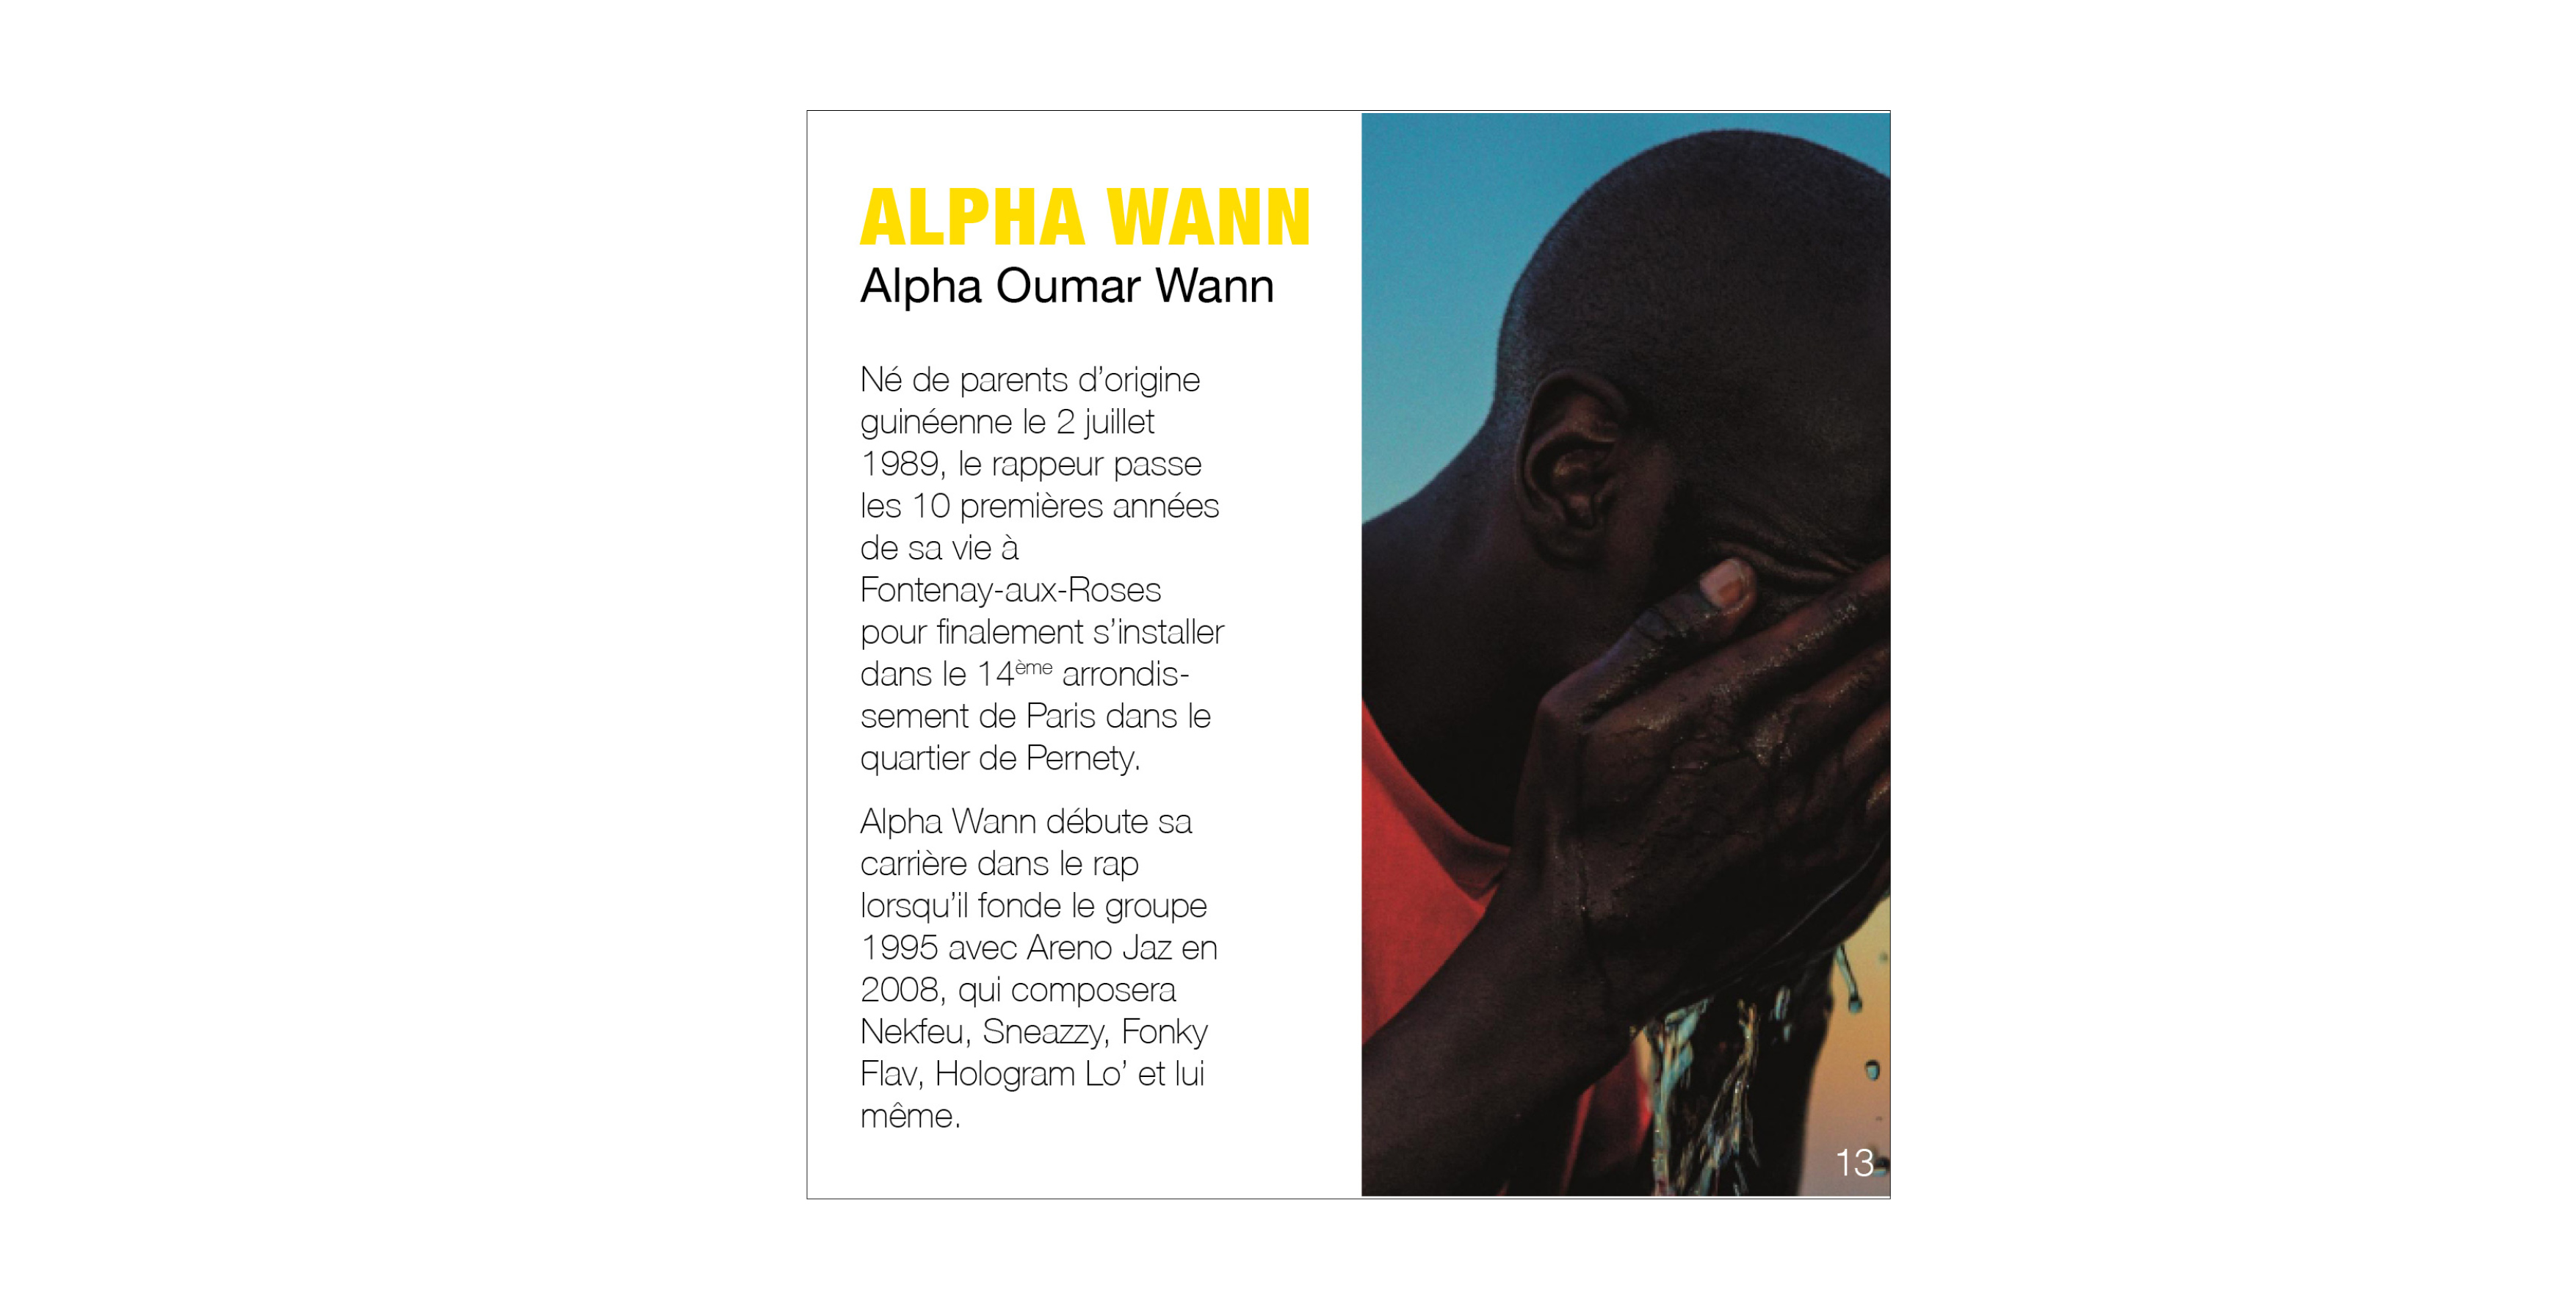 ALPHA WANN
Alpha Oumar Wann
Né de parents d’origine
guinéenne le 2 juillet
1989, le rappeur passe
les 10 premières années
de sa vie à
Fontenay-aux-Roses
pour finalement s’installer
dans le 14ème arrondis-
sement de Paris dans le
quartier de Pernety.
Alpha Wann débute sa
carrière dans le rap
lorsqu’il fonde le groupe
1995 avec Areno Jaz en
2008, qui composera
Nekfeu, Sneazzy, Fonky
Flav, Hologram Lo’ et lui
même.
13